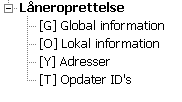 Låneroprettelse
[G] Global information
[O] Lokal information
[Y] Adresser
[T] Opdater ID's